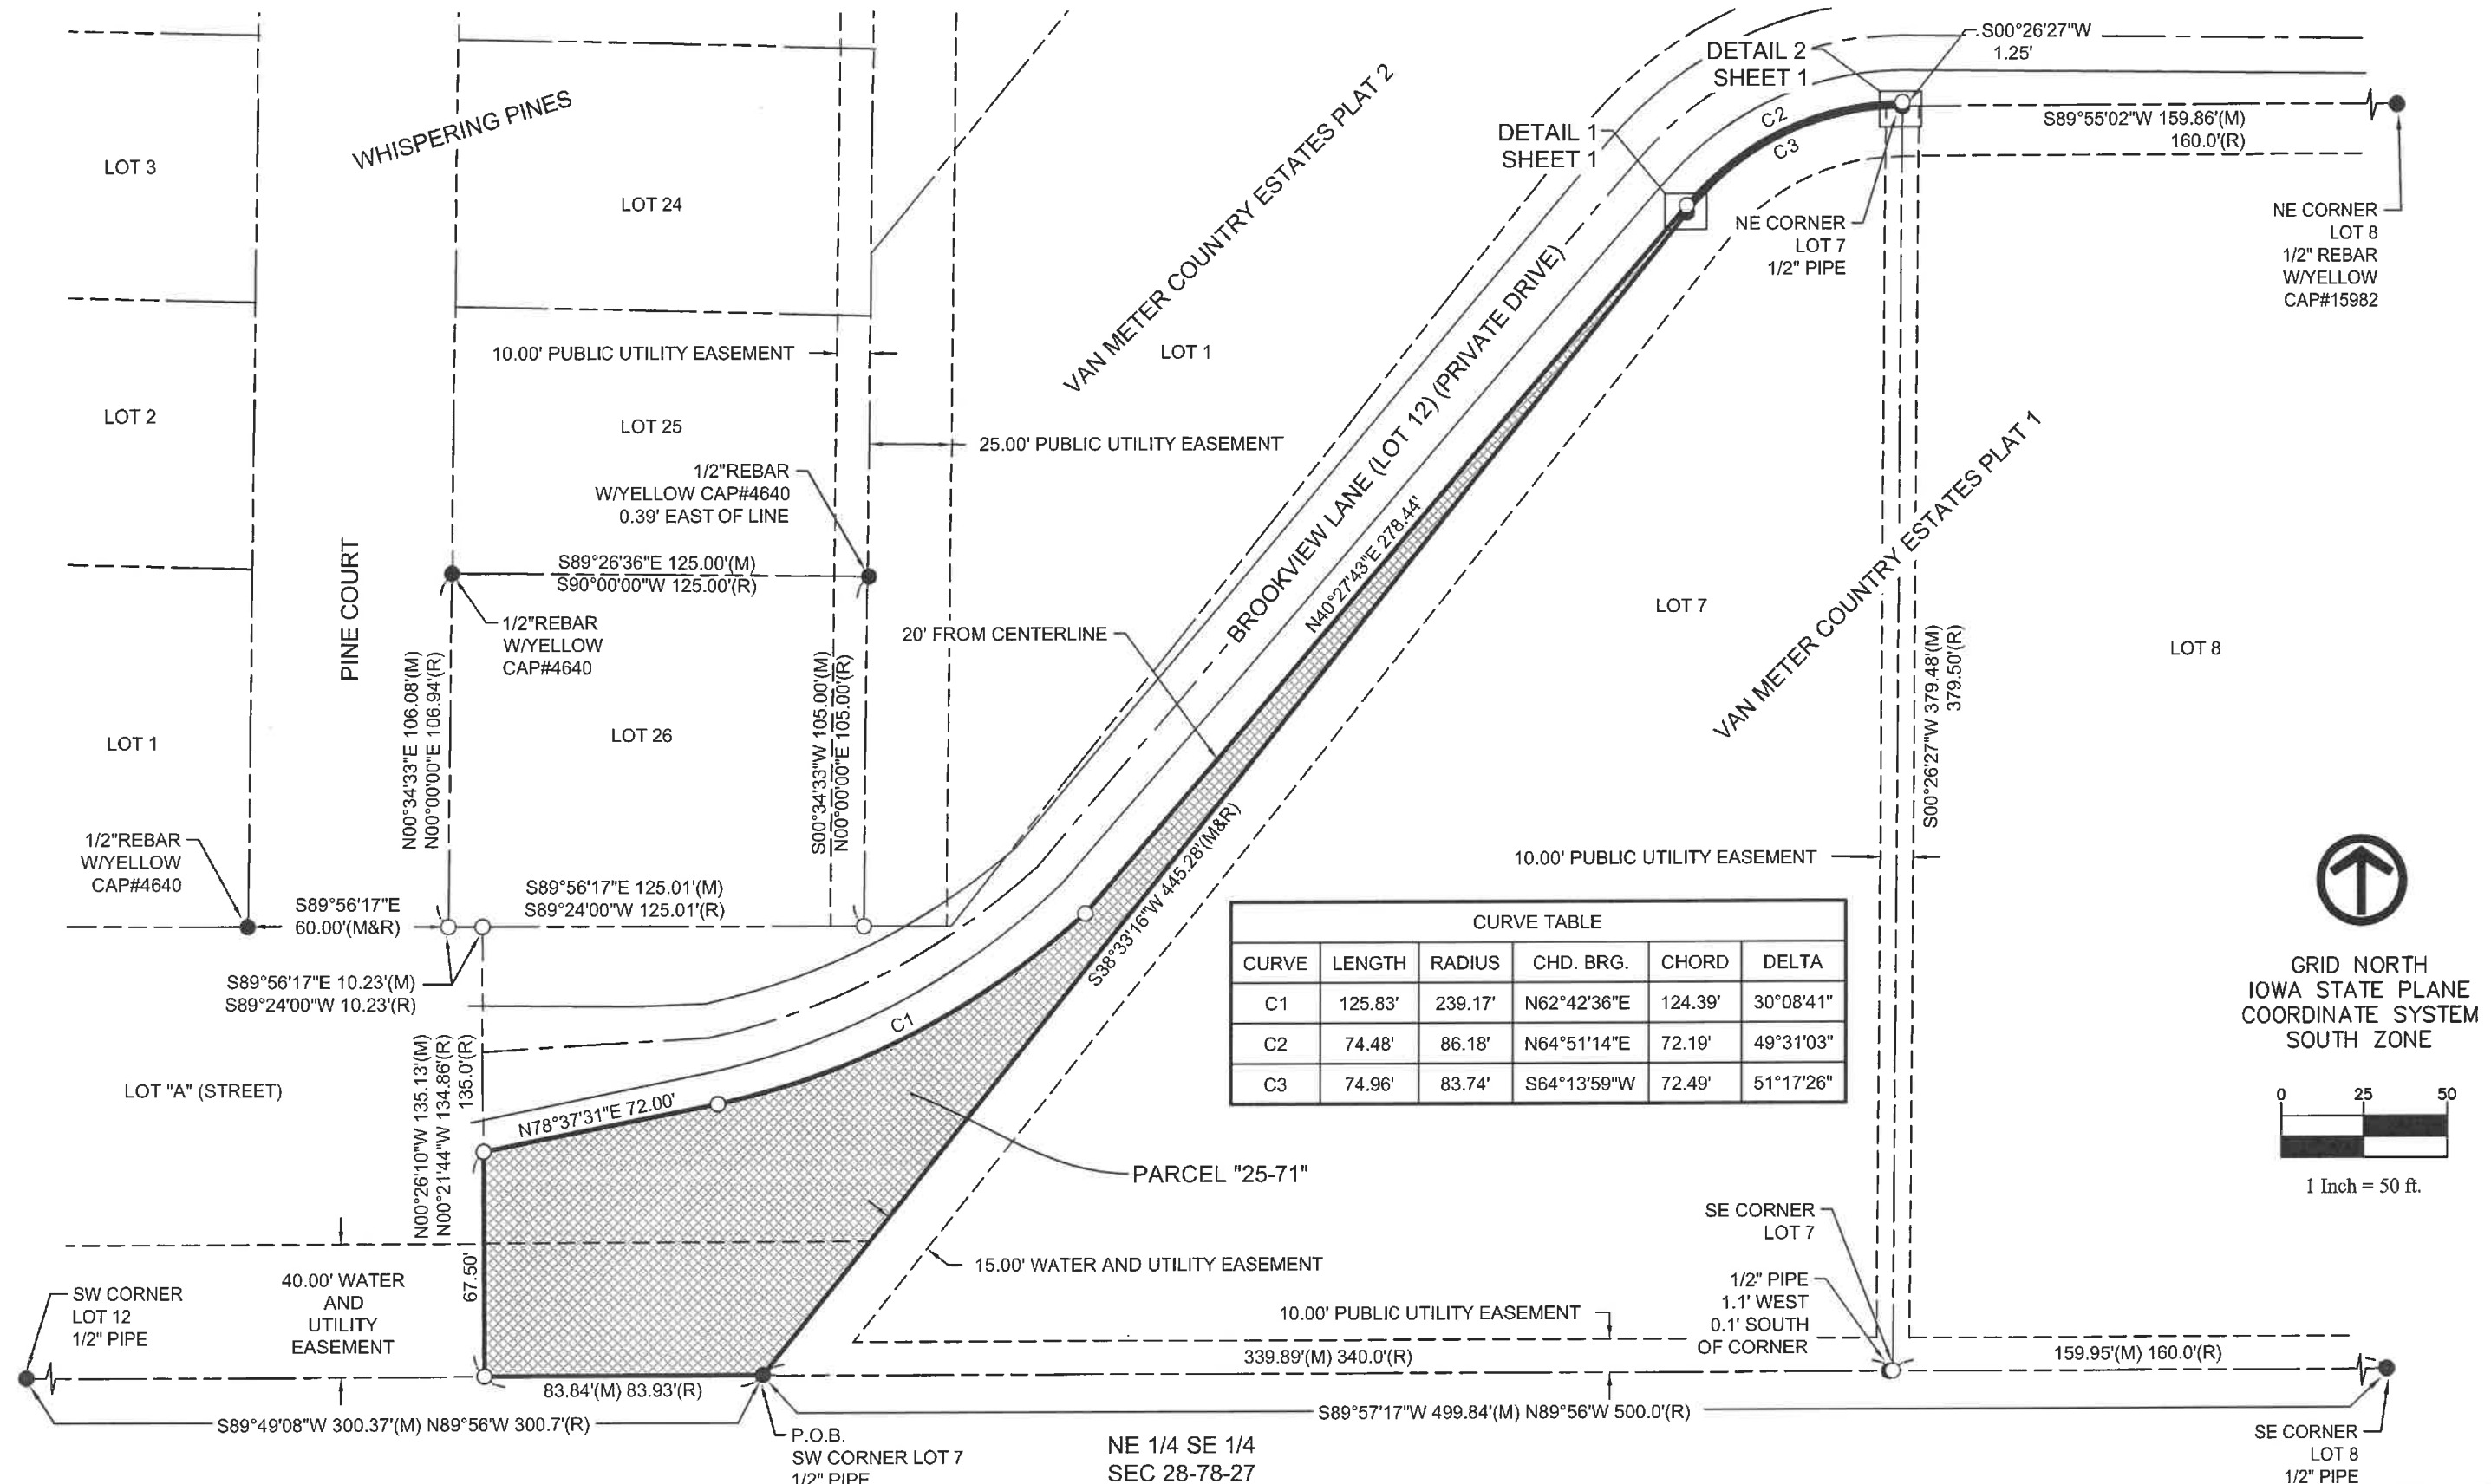 WHISPERING PINES
LOT 3
LOT 24
LOT 2
LOT 25
LOT 1
LOT 26
PINE COURT
10.00' PUBLIC UTILITY EASEMENT
25.00' PUBLIC UTILITY EASEMENT
1/2"REBAR
W/YELLOW CAP#4640
0.39' EAST OF LINE
S89°26'36"E 125.00'(M)
S90°00'00"W 125.00'(R)
1/2"REBAR
W/YELLOW
CAP#4640
N00°34'33"E 106.08'(M)
N00°00'00"E 106.94'(R)
S00°34'33"W 105.00'(M)
N00°00'00"E 105.00'(R)
1/2"REBAR
W/YELLOW
CAP#4640
S89°56'17"E
60.00'(M&R)
S89°56'17"E 125.01'(M)
S89°24'00"W 125.01'(R)
S89°56'17"E 10.23'(M)
S89°24'00"W 10.23'(R)
LOT "A" (STREET)
N00°26'10"W 135.13'(M)
N00°21'44"W 134.86'(R)
135.0'(R)
67.50'
40.00' WATER
AND
UTILITY
EASEMENT
SW CORNER
LOT 12
1/2" PIPE
S89°49'08"W 300.37'(M) N89°56'W 300.7'(R)
83.84'(M) 83.93'(R)
P.O.B.
SW CORNER LOT 7
1/2" PIPE
NE 1/4 SE 1/4
SEC 28-78-27
VAN METER COUNTRY ESTATES PLAT 2
LOT 1
BROOKVIEW LANE (LOT 12) (PRIVATE DRIVE)
20' FROM CENTERLINE
N40°27'43"E 278.44'
S38°33'16"W 445.28'(M&R)
C1
N78°37'31"E 72.00'
PARCEL "25-71"
15.00' WATER AND UTILITY EASEMENT
DETAIL 1
SHEET 1
DETAIL 2
SHEET 1
S00°26'27"W
1.25'
C2
C3
NE CORNER
LOT 7
1/2" PIPE
S89°55'02"W 159.86'(M)
160.0'(R)
NE CORNER
LOT 8
1/2" REBAR
W/YELLOW
CAP#15982
LOT 7
VAN METER COUNTRY ESTATES PLAT 1
S00°26'27"W 379.48'(M)
379.50'(R)
LOT 8
10.00' PUBLIC UTILITY EASEMENT
CURVE TABLE
CURVE LENGTH RADIUS CHD. BRG. CHORD DELTA
C1 125.83' 239.17' N62°42'36"E 124.39' 30°08'41"
C2 74.48' 86.18' N64°51'14"E 72.19' 49°31'03"
C3 74.96' 83.74' S64°13'59"W 72.49' 51°17'26"
GRID NORTH
IOWA STATE PLANE
COORDINATE SYSTEM
SOUTH ZONE
0 25 50
1 Inch = 50 ft.
SE CORNER
LOT 7
1/2" PIPE
1.1' WEST
0.1' SOUTH
OF CORNER
10.00' PUBLIC UTILITY EASEMENT
339.89'(M) 340.0'(R)
159.95'(M) 160.0'(R)
S89°57'17"W 499.84'(M) N89°56'W 500.0'(R)
SE CORNER
LOT 8
1/2" PIPE